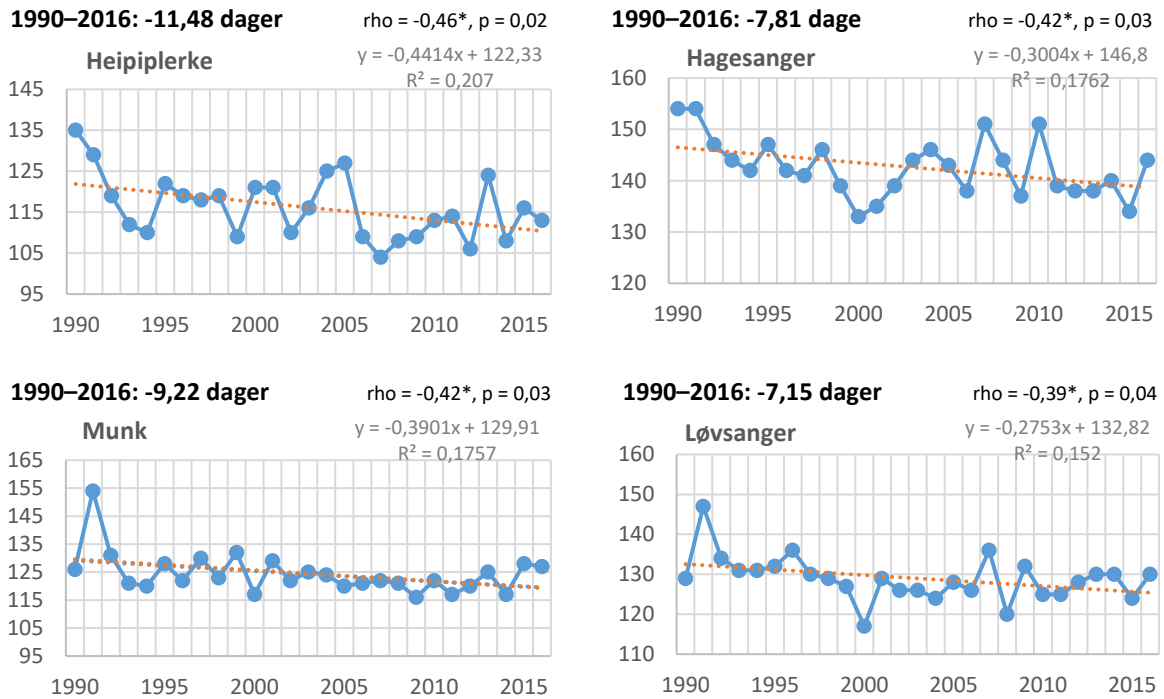 1990–2016: -11,48 dager
rho = -0,46*, p = 0,02
Heipiplerke
y = -0,4414x + 122,33
R² = 0,207
145
135
125
115
105
95
1990 1995 2000 2005 2010 2015
1990–2016: -7,81 dage
rho = -0,42*, p = 0,03
Hagesanger
y = -0,3004x + 146,8
R² = 0,1762
160
150
140
130
120
1990 1995 2000 2005 2010 2015
1990–2016: -9,22 dager
rho = -0,42*, p = 0,03
Munk
y = -0,3901x + 129,91
R² = 0,1757
165
155
145
135
125
115
105
95
1990 1995 2000 2005 2010 2015
1990–2016: -7,15 dager
rho = -0,39*, p = 0,04
Løvsanger
y = -0,2753x + 132,82
R² = 0,152
160
150
140
130
120
110
1990 1995 2000 2005 2010 2015